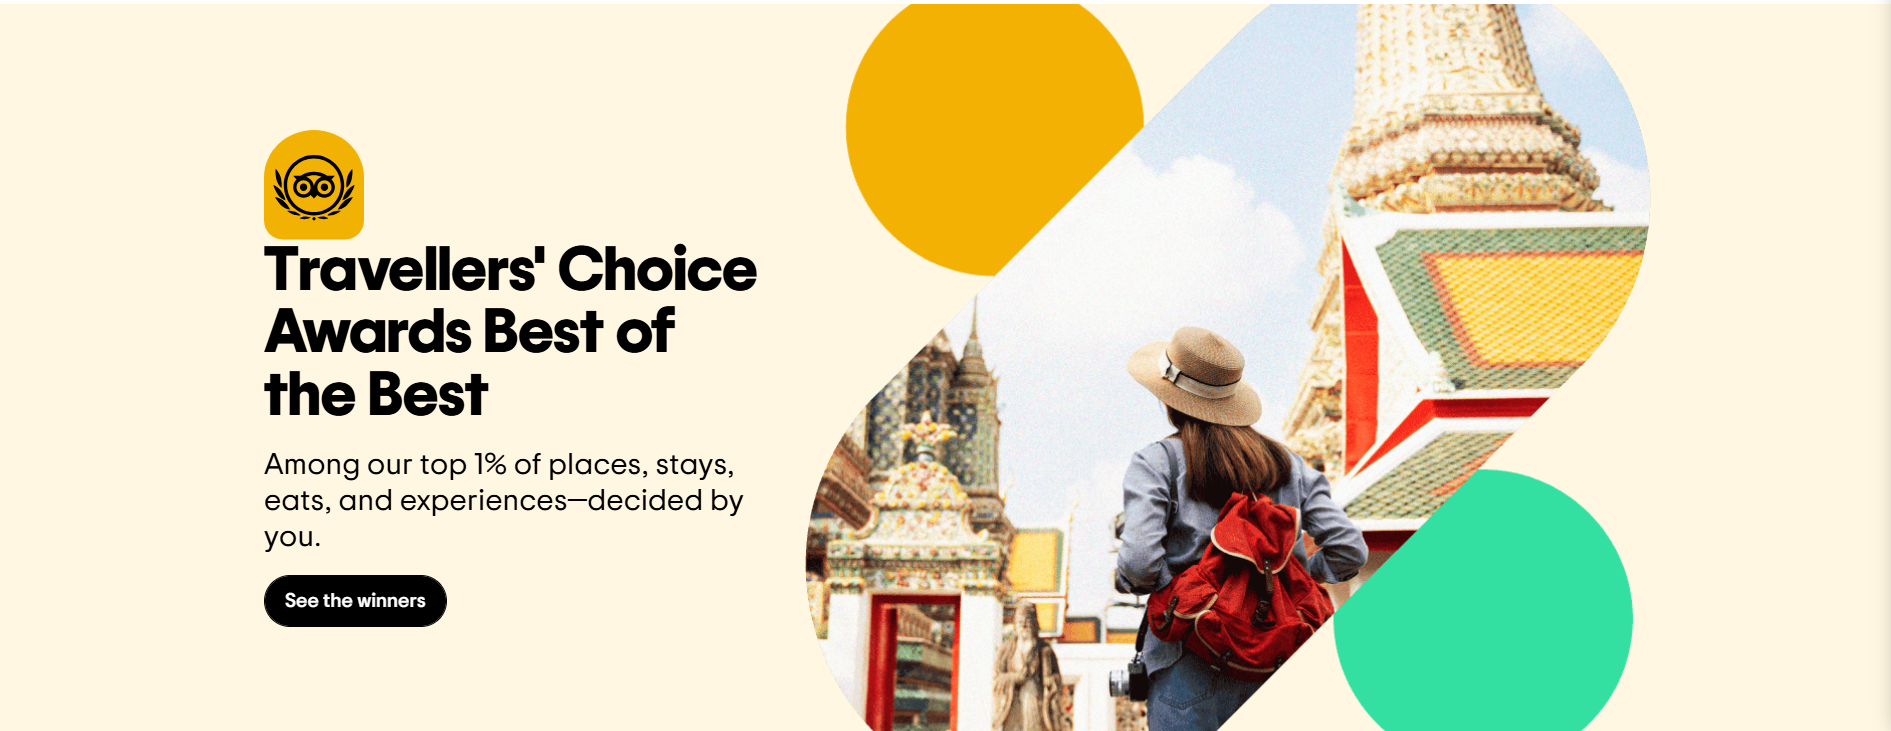 Travellers' Choice
Awards Best of
the Best
Among our top 1% of places, stays,
eats, and experiences—decided by
you.
See the winners